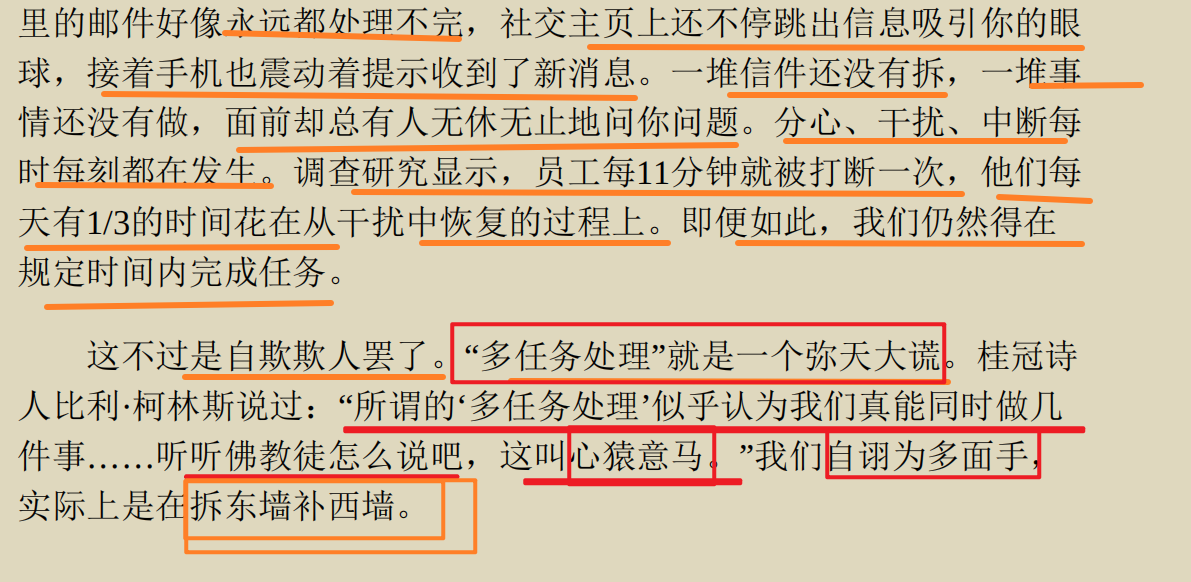 里的邮件好像永远都处理不完，社交主页上还不停跳出信息吸引你的眼
球，接着手机也震动着提示收到了新消息。一堆信件还没有拆，一堆事
情还没有做，面前却总有人无休无止地问你问题。分心、干扰、中断每
时每刻都在发生。调查研究显示，员工每11分钟就被打断一次，他们每
天有1/3的时间花在从干扰中恢复的过程上。即便如此，我们仍然得在
规定时间内完成任务。
这不过是自欺欺人罢了。“多任务处理”就是一个弥天大谎。桂冠诗
人比利·柯林斯说过：“所谓的‘多任务处理’似乎认为我们真能同时做几
件事……听听佛教徒怎么说吧，这叫心猿意马。”我们自诩为多面手，
实际上是在拆东墙补西墙。